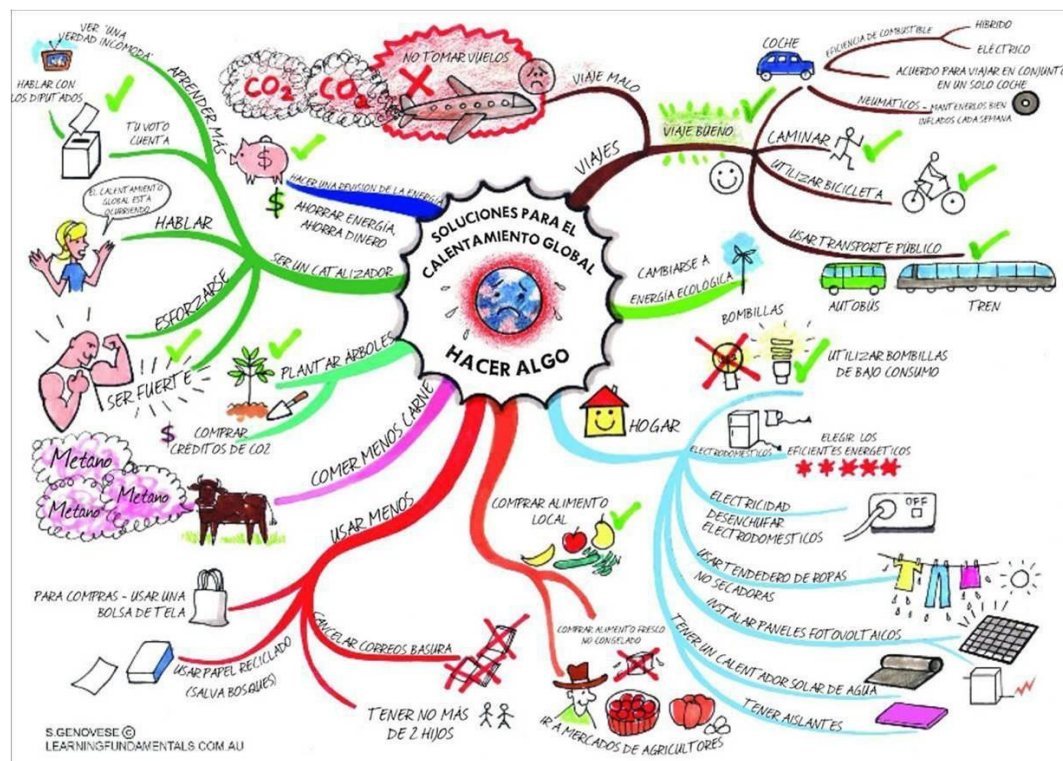 SOLUCIONES PARA EL
CALENTAMIENTO GLOBAL
HACER ALGO
VIAJES
VIAJE MALO
NO TOMAR VUELOS
CO2
CO2
VIAJE BUENO
COCHE
EFICIENCIA DE COMBUSTIBLE
HIBRIDO
ELÉCTRICO
ACUERDO PARA VIAJAR EN CONJUNTO
EN UN SOLO COCHE
NEUMÁTICOS - MANTENERLOS BIEN
INFLADOS CADA SEMANA
CAMINAR
UTILIZAR BICICLETA
USAR TRANSPORTE PÚBLICO
AUTOBÚS
TREN
CAMBIARSE A
ENERGÍA ECOLÓGICA
HOGAR
BOMBILLAS
UTILIZAR BOMBILLAS
DE BAJO CONSUMO
ELECTRODOMÉSTICOS
ELEGIR LOS
EFICIENTES ENERGÉTICOS
ELECTRICIDAD
DESENCHUFAR
ELECTRODOMÉSTICOS
OFF
USAR TENDEDERO DE ROPAS
NO SECADORAS
INSTALAR PANELES FOTOVOLTAICOS
TENER UN CALENTADOR SOLAR DE AGUA
TENER AISLANTES
COMPRAR ALIMENTO
LOCAL
COMPRAR ALIMENTO FRESCO
NO CONGELADO
IR A MERCADOS DE AGRICULTORES
USAR MENOS
PARA COMPRAS - USAR UNA
BOLSA DE TELA
USAR PAPEL RECICLADO
(SALVA BOSQUES)
CANCELAR CORREOS BASURA
TENER NO MÁS
DE 2 HIJOS
COMER MENOS CARNE
Metano
Metano
Metano
PLANTAR ÁRBOLES
$ COMPRAR
CRÉDITOS DE CO2
SER UN CATALIZADOR
APRENDER MÁS
VER 'UNA
VERDAD INCÓMODA
HABLAR CON
LOS DIPUTADOS
TU VOTO
CUENTA
HABLAR
EL CALENTAMIENTO
GLOBAL ESTÁ
OCURRIENDO
ESFORZARSE
SER FUERTE
HACER UNA REVISIÓN DE LA ENERGÍA
$
$ AHORRAR ENERGÍA,
AHORRA DINERO
S.GENOVESE ©
LEARNINGFUNDAMENTALS.COM.AU